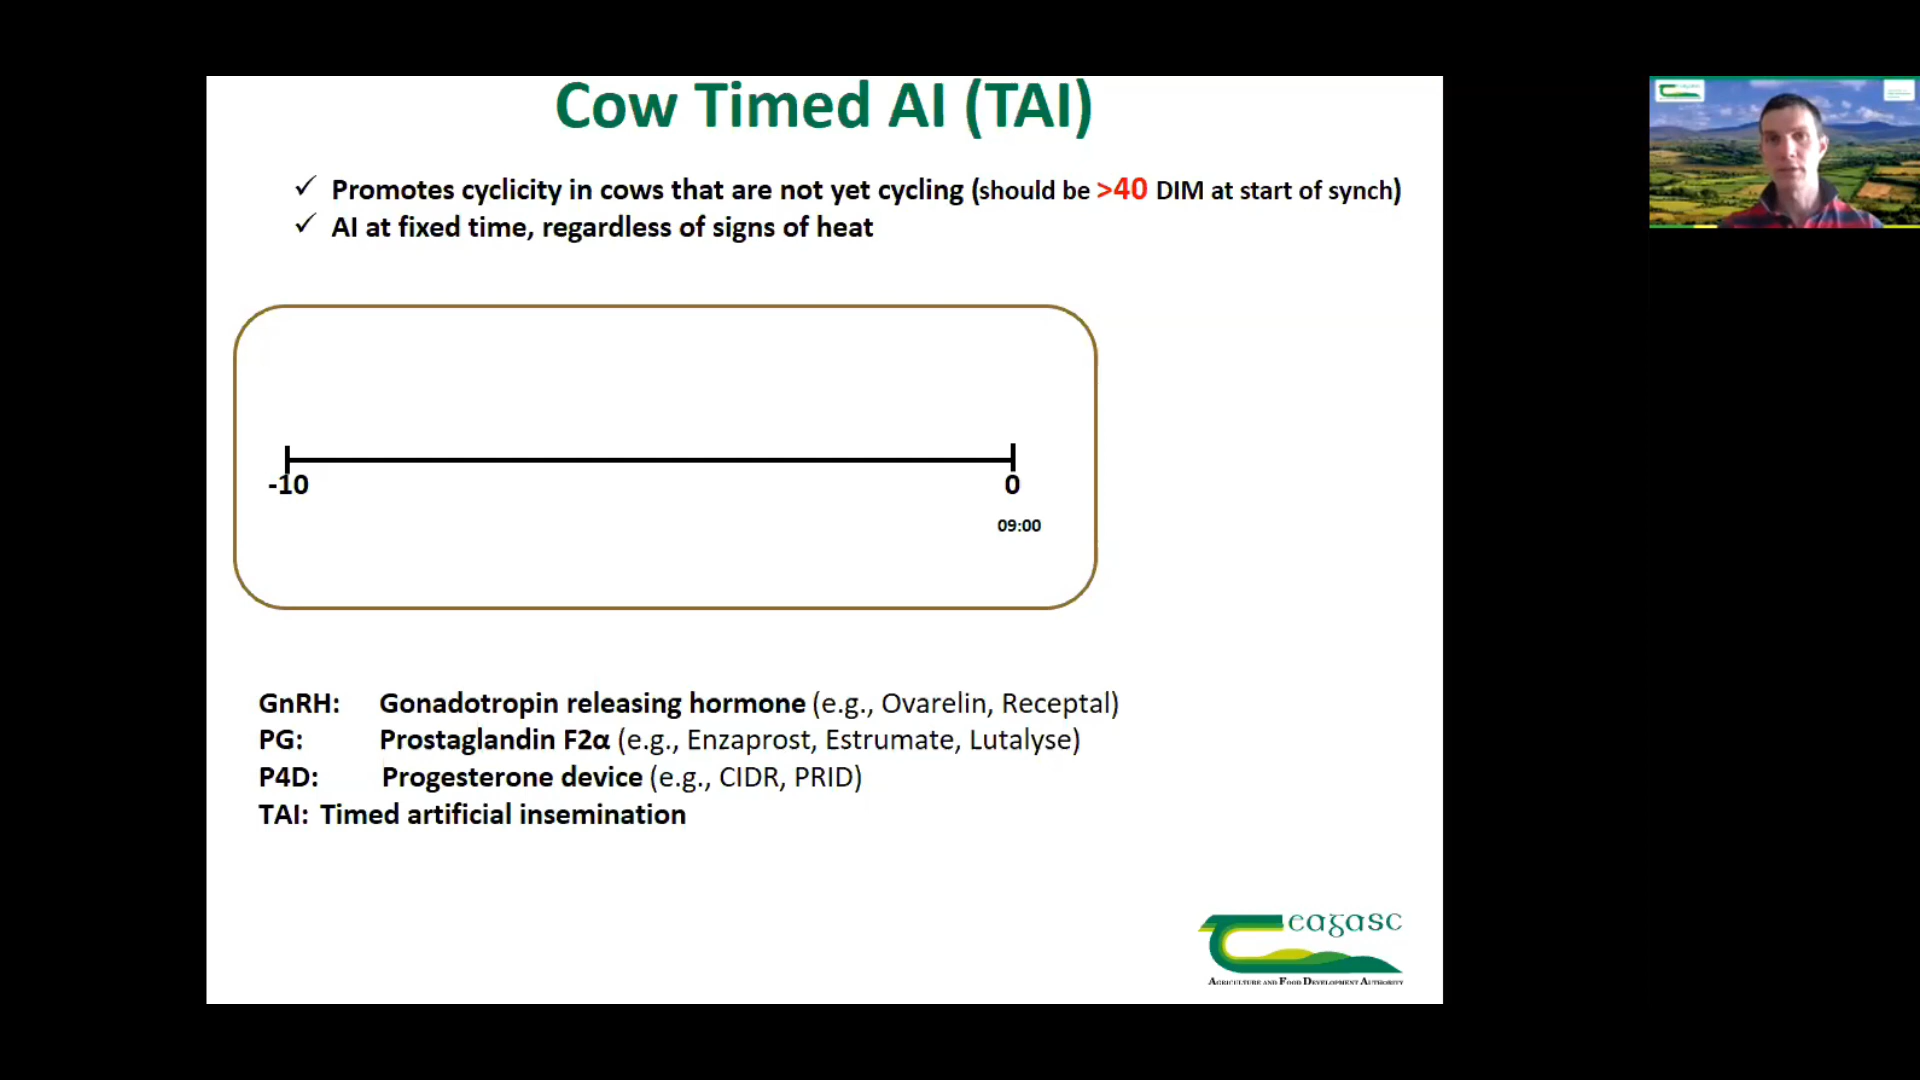 Cow Timed AI (TAI)
✓ Promotes cyclicity in cows that are not yet cycling (should be >40 DIM at start of synch)
✓ AI at fixed time, regardless of signs of heat
-10
0
09:00
GnRH: Gonadotropin releasing hormone (e.g., Ovarelin, Receptal)
PG: Prostaglandin F2α (e.g., Enzaprost, Estrumate, Lutalyse)
P4D: Progesterone device (e.g., CIDR, PRID)
TAI: Timed artificial insemination
eagasc
Agriculture and Food Development Authority